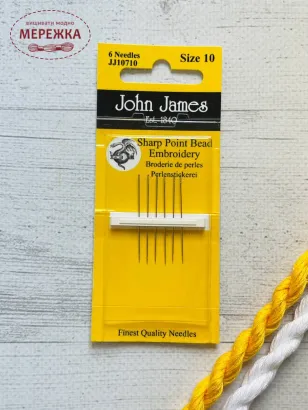 вишивати модно
МЕРЕЖКА
6 Needles
JJ10710
Size 10
John James
Est. 1840
Sharp Point Bead
Embroidery
Broderie de perles
Perlenstickerei
Finest Quality Needles